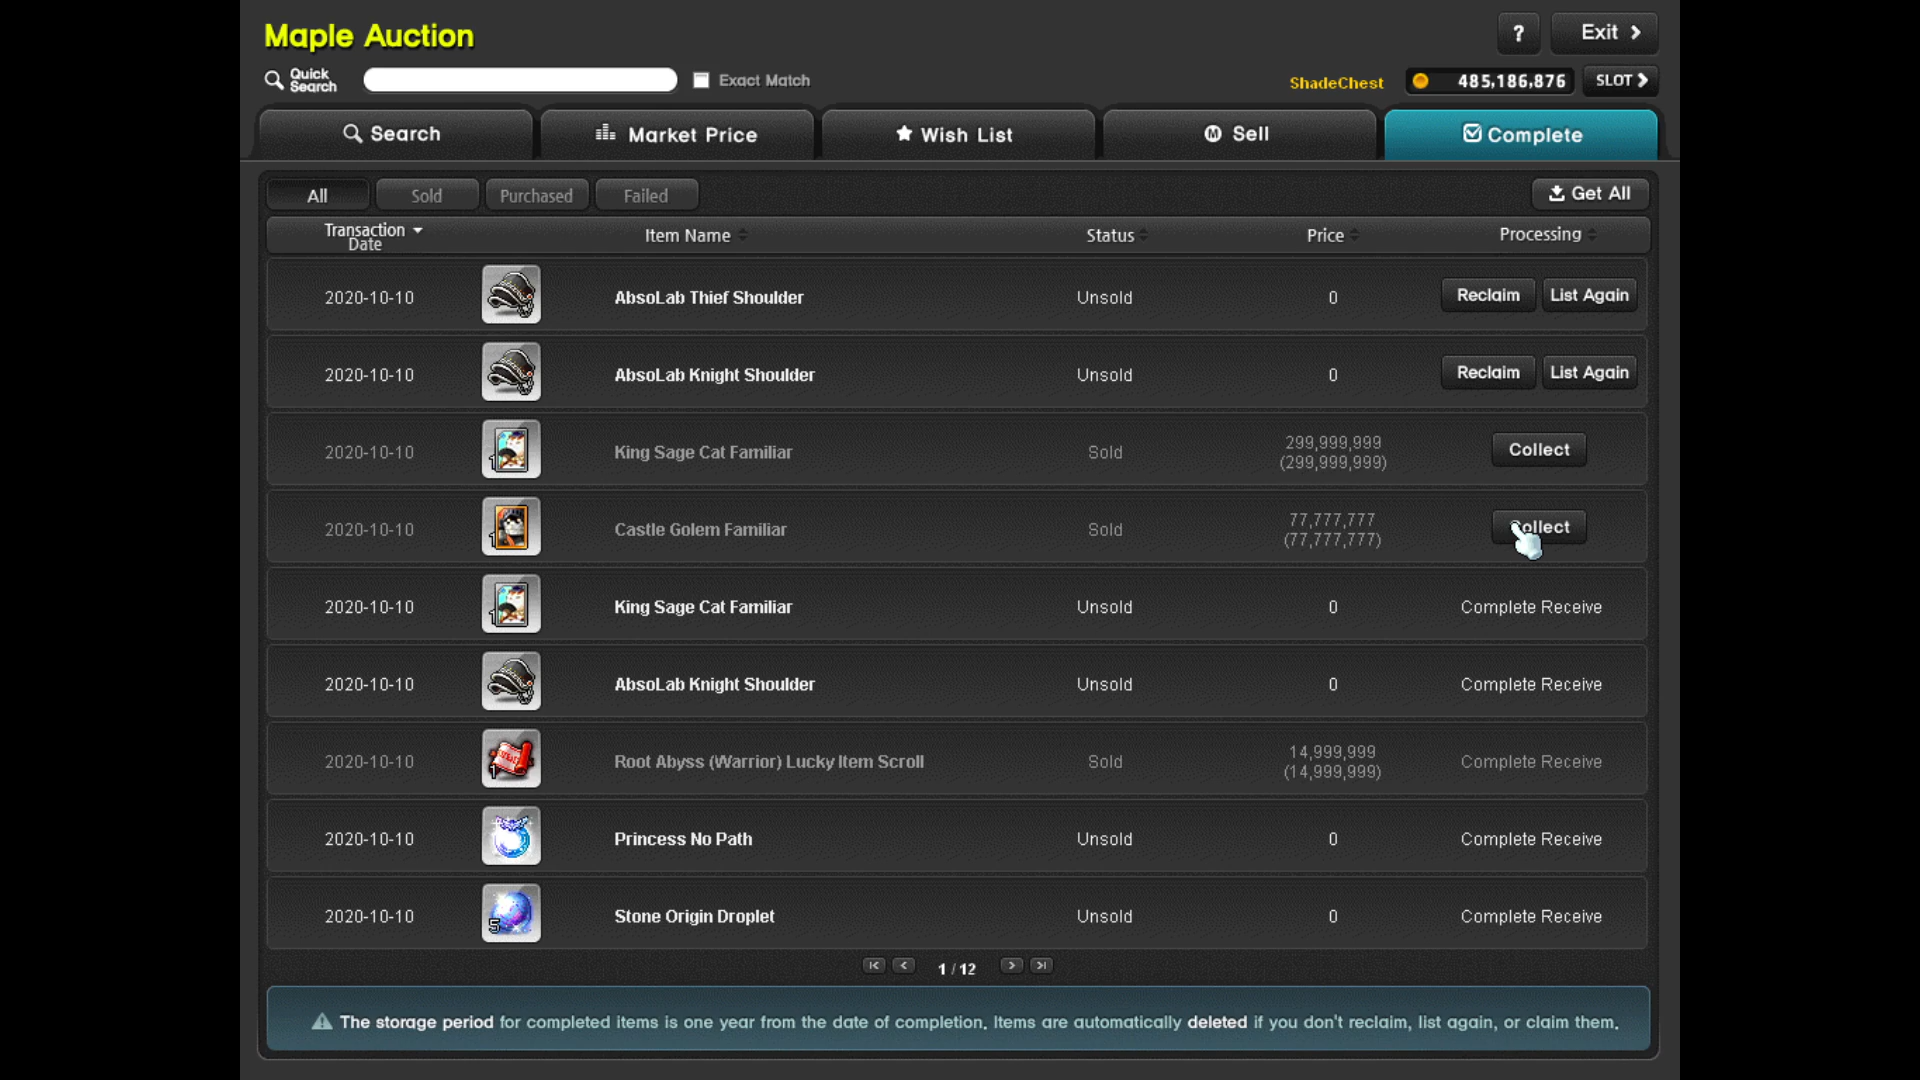 Maple Auction
?
Exit
Quick
Search
Exact Match
ShadeChest
485,186,876
SLOT
Search
Market Price
Wish List
Sell
Complete
All
Sold
Purchased
Failed
Get All
Transaction
Date
Item Name
Status
Price
Processing
2020-10-10
AbsoLab Thief Shoulder
Unsold
0
Reclaim
List Again
2020-10-10
AbsoLab Knight Shoulder
Unsold
0
Reclaim
List Again
2020-10-10
1
King Sage Cat Familiar
Sold
299,999,999
(299,999,999)
Collect
2020-10-10
1
Castle Golem Familiar
Sold
77,777,777
(77,777,777)
Collect
2020-10-10
1
King Sage Cat Familiar
Unsold
0
Complete Receive
2020-10-10
AbsoLab Knight Shoulder
Unsold
0
Complete Receive
2020-10-10
1
Root Abyss (Warrior) Lucky Item Scroll
Sold
14,999,999
(14,999,999)
Complete Receive
2020-10-10
Princess No Path
Unsold
0
Complete Receive
2020-10-10
5
Stone Origin Droplet
Unsold
0
Complete Receive
1 / 12
The storage period for completed items is one year from the date of completion. Items are automatically deleted if you don't reclaim, list again, or claim them.